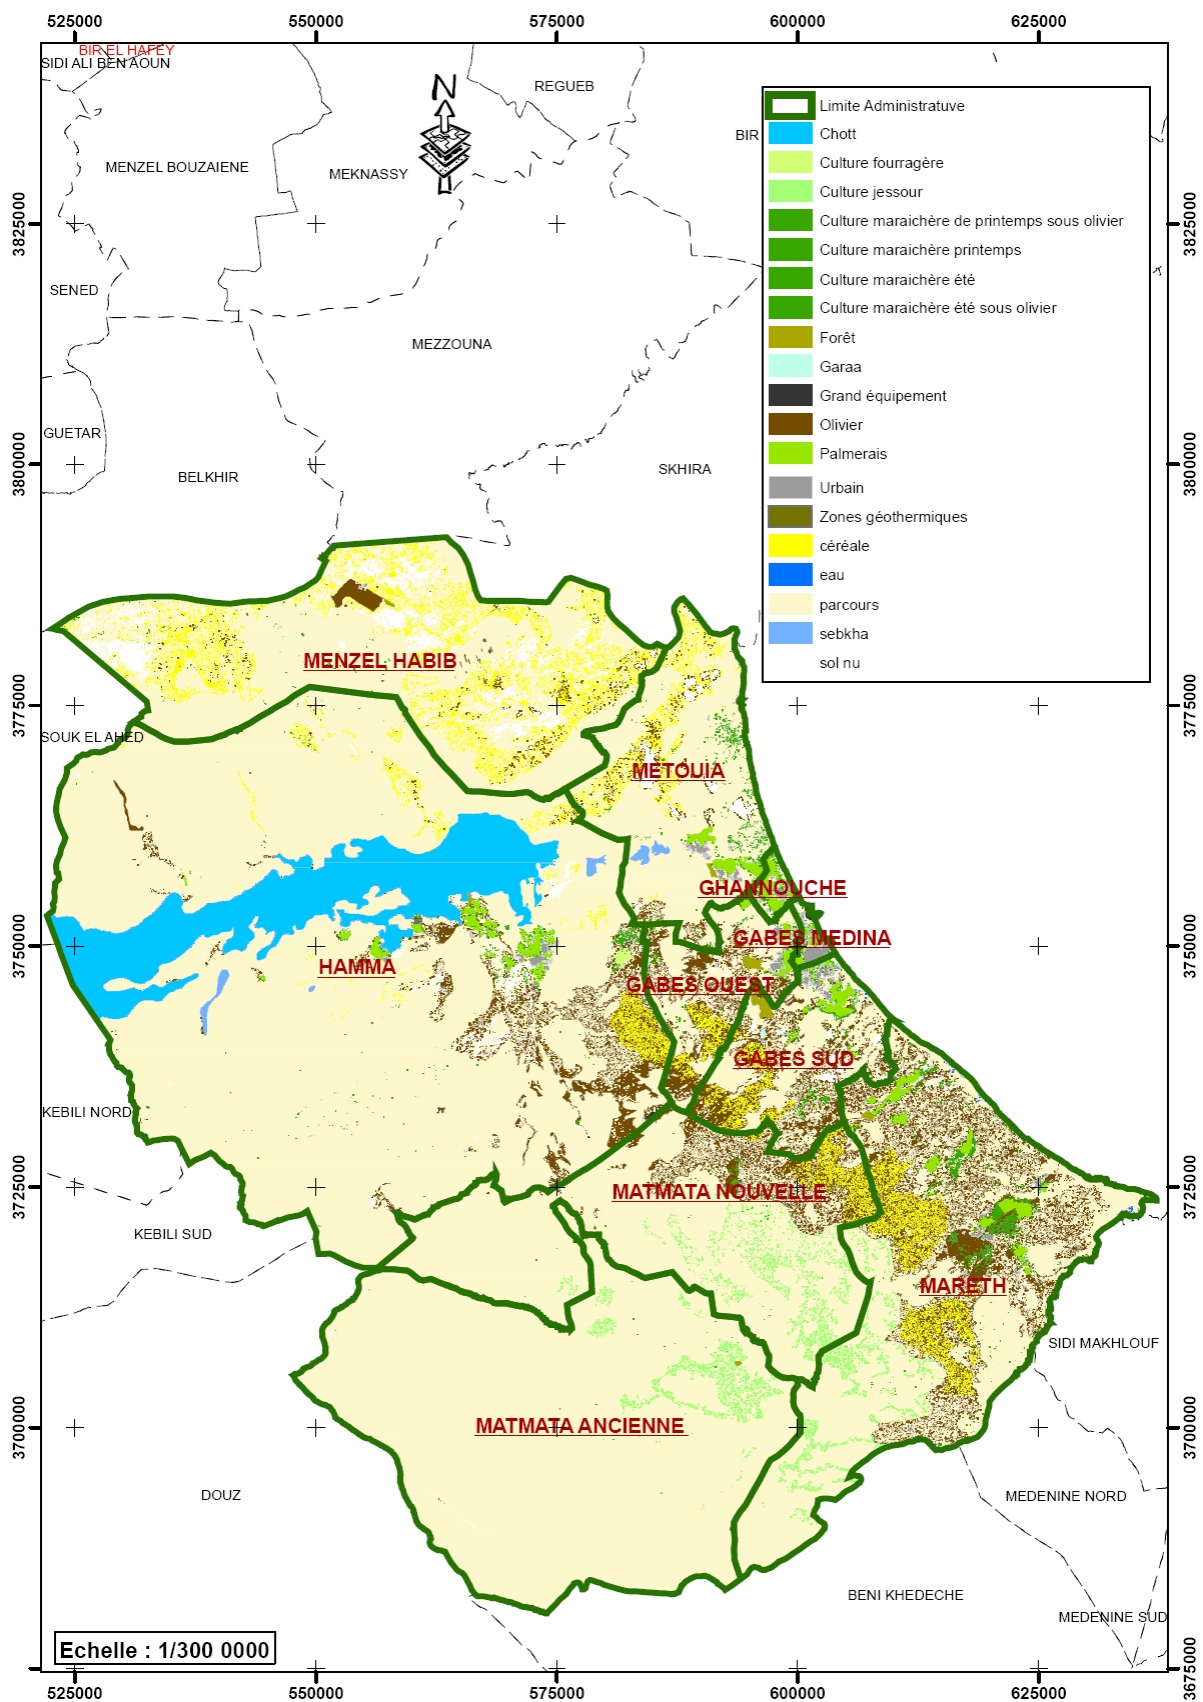 525000 550000 575000 600000 625000
BIR EL HAFEY
SIDI ALI BEN AOUN
REGUEB
N
BIR
MENZEL BOUZAIENE
MEKNASSY
Limite Administratuve
Chott
Culture fourragère
Culture jessour
Culture maraichère de printemps sous olivier
Culture maraichère printemps
Culture maraichère été
Culture maraichère été sous olivier
Forêt
Garaa
Grand équipement
Olivier
Palmerais
Urbain
Zones géothermiques
céréale
eau
parcours
sebkha
sol nu
3825000
3825000
SENED
MEZZOUNA
GUETAR
BELKHIR
SKHIRA
3800000
3800000
MENZEL HABIB
3775000
3775000
SOUK EL AHED
METOUIA
GHANNOUCHE
GABES MEDINA
3750000
3750000
HAMMA
GABES OUEST
GABES SUD
KEBILI NORD
3725000
3725000
MATMATA NOUVELLE
KEBILI SUD
MARETH
SIDI MAKHLOUF
MATMATA ANCIENNE
3700000
3700000
DOUZ
MEDENINE NORD
BENI KHEDECHE
MEDENINE SUD
Echelle : 1/300 0000
3675000
525000 550000 575000 600000 625000